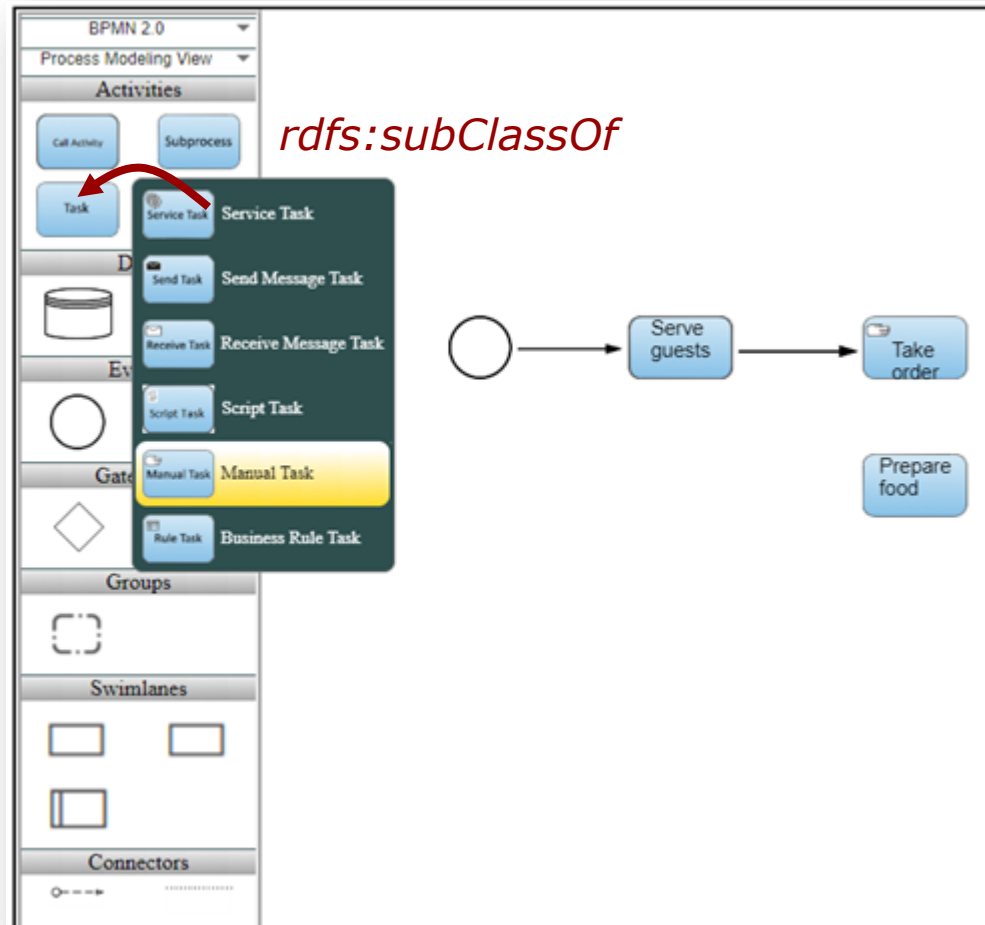 BPMN 2.0
Process Modeling View
Activities
Call Activity
Subprocess
rdfs:subClassOf
Task
Service Task
Service Task
D
Send Task
Send Message Task
Receive Task
Receive Message Task
Ev
Script Task
Script Task
Gate
Manual Task
Manual Task
Rule Task
Business Rule Task
Groups
Swimlanes
Connectors
Serve
guests
Take
order
Prepare
food